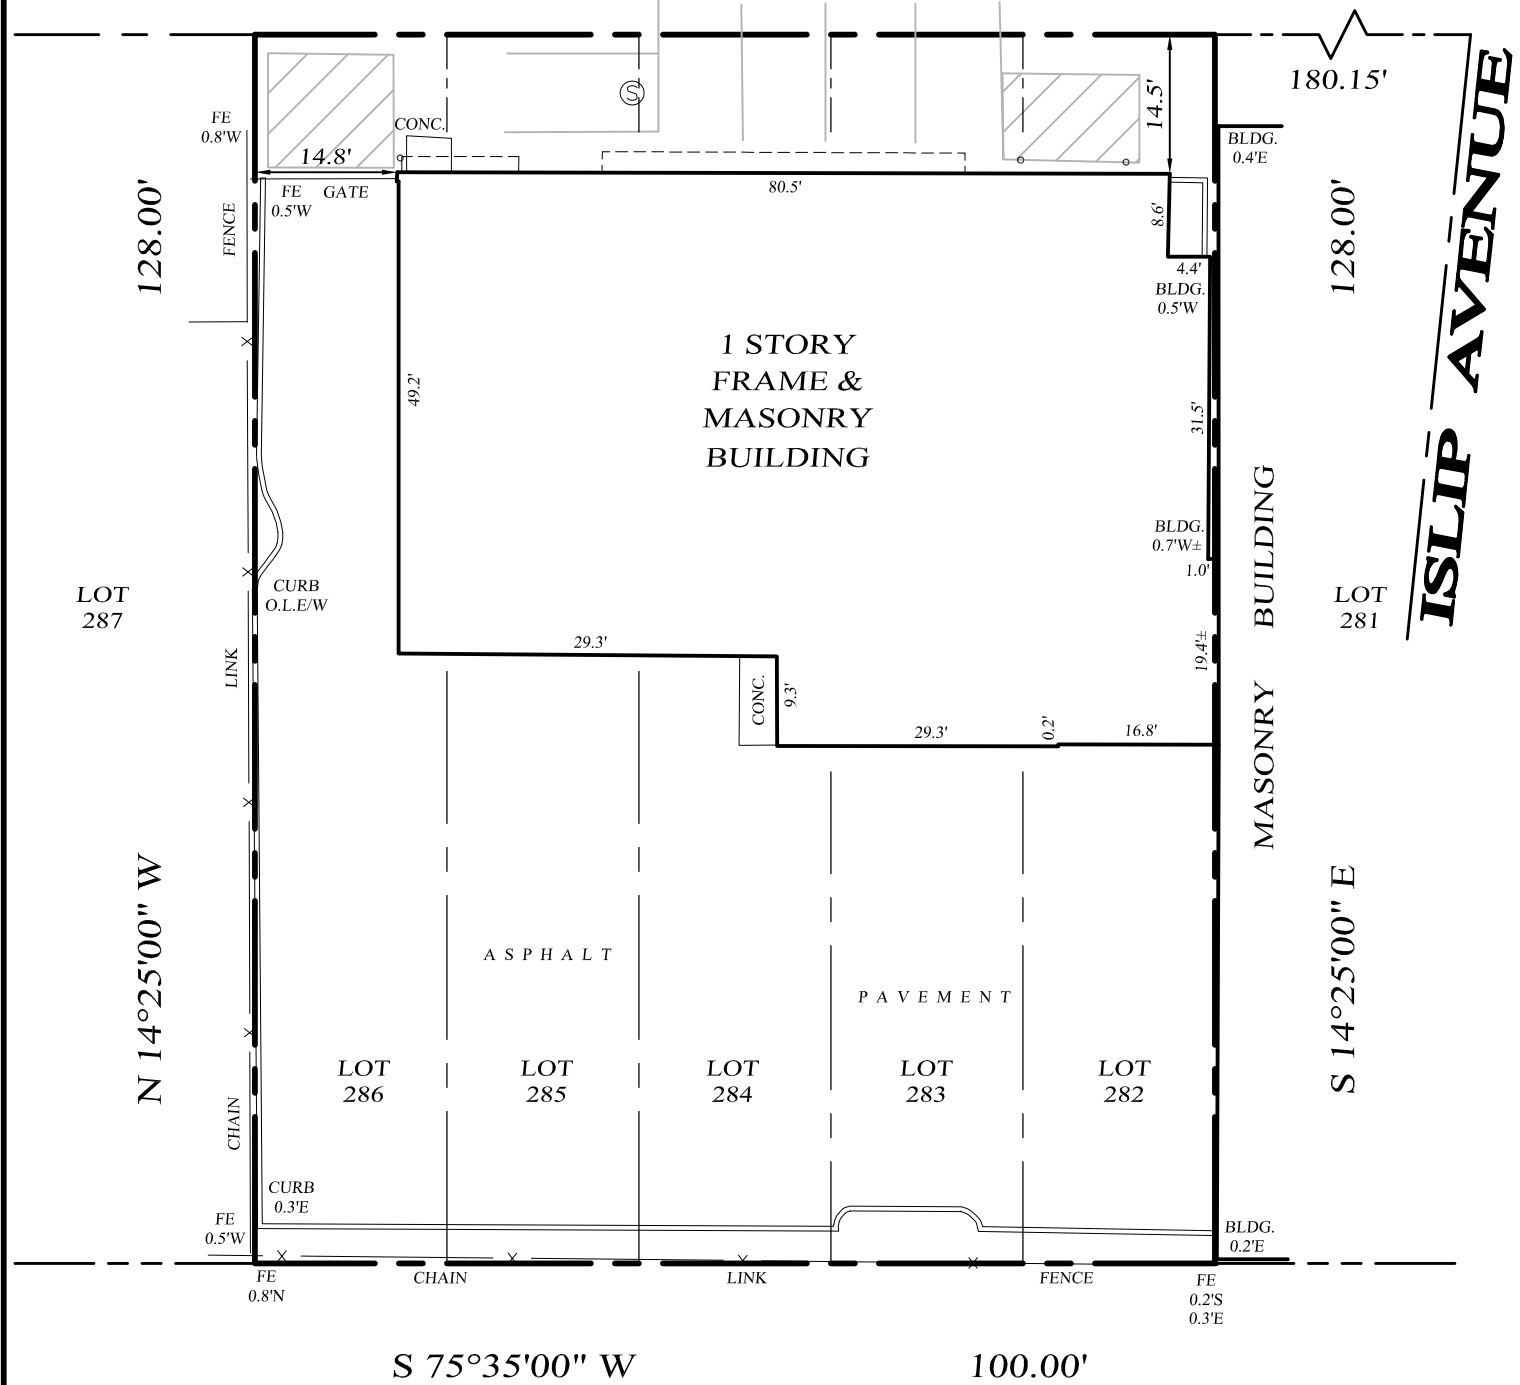 180.15'
ISLIP AVENUE
FE
0.8'W
CONC.
S
14.5'
BLDG.
0.4'E
14.8'
FE
0.5'W
GATE
80.5'
128.00'
FENCE
8.6'
128.00'
4.4'
BLDG.
0.5'W
1 STORY
FRAME &
MASONRY
BUILDING
49.2'
31.5'
BLDG.
0.7'W±
1.0'
MASONRY BUILDING
LOT
287
CURB
O.L.E/W
LOT
281
LINK
29.3'
19.4'±
CONC.
9.3'
29.3'
0.2'
16.8'
N 14°25'00" W
S 14°25'00" E
ASPHALT
PAVEMENT
LOT
286
LOT
285
LOT
284
LOT
283
LOT
282
CHAIN
CURB
0.3'E
FE
0.5'W
BLDG.
0.2'E
FE
0.8'N
CHAIN
LINK
FENCE
FE
0.2'S
0.3'E
S 75°35'00" W
100.00'